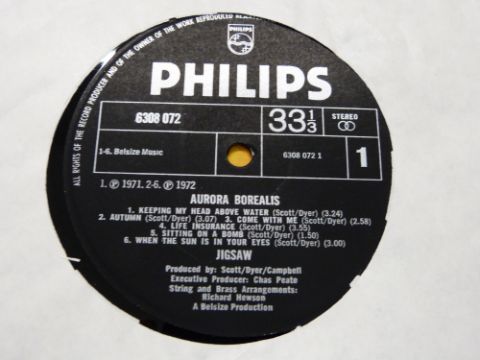 ALL RIGHTS OF THE RECORD PRODUCER AND OF THE OWNER OF THE WORK REPRODUCED
PHILIPS
PHILIPS
6308 072
33 1/3
STEREO
1-6. Belsize Music
6308 072 1
1
1. Ⓟ 1971. 2-6. Ⓟ 1972
AURORA BOREALIS
1. KEEPING MY HEAD ABOVE WATER (Scott/Dyer) (3.24)
2. AUTUMN (Scott/Dyer) (3.07) 3. COME WITH ME (Scott/Dyer) (2.58)
4. LIFE INSURANCE (Scott/Dyer) (3.55)
5. SITTING ON A BOMB (Scott/Dyer) (1.50)
6. WHEN THE SUN IS IN YOUR EYES (Scott/Dyer) (3.00)
JIGSAW
Produced by: Scott/Dyer/Campbell
Executive Producer: Chas Peate
String and Brass Arrangements:
Richard Hewson
A Belsize Production